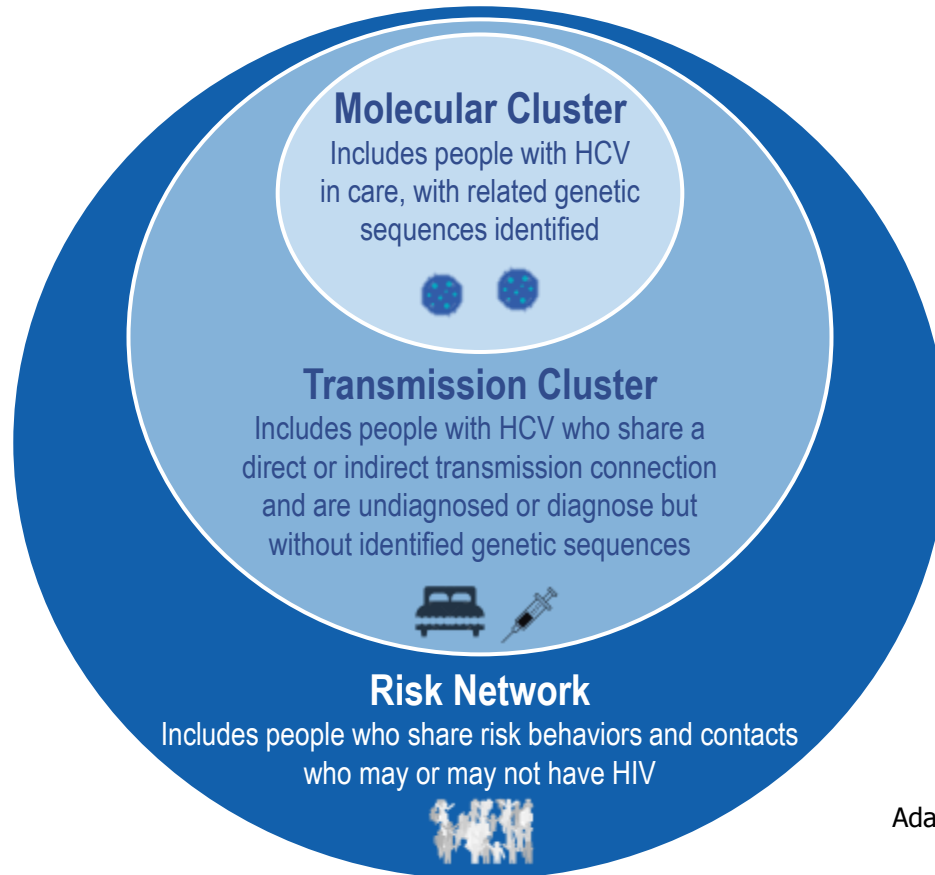 Molecular Cluster
Includes people with HCV
in care, with related genetic
sequences identified
Transmission Cluster
Includes people with HCV who share a
direct or indirect transmission connection
and are undiagnosed or diagnose but
without identified genetic sequences
Risk Network
Includes people who share risk behaviors and contacts
who may or may not have HIV
Ada